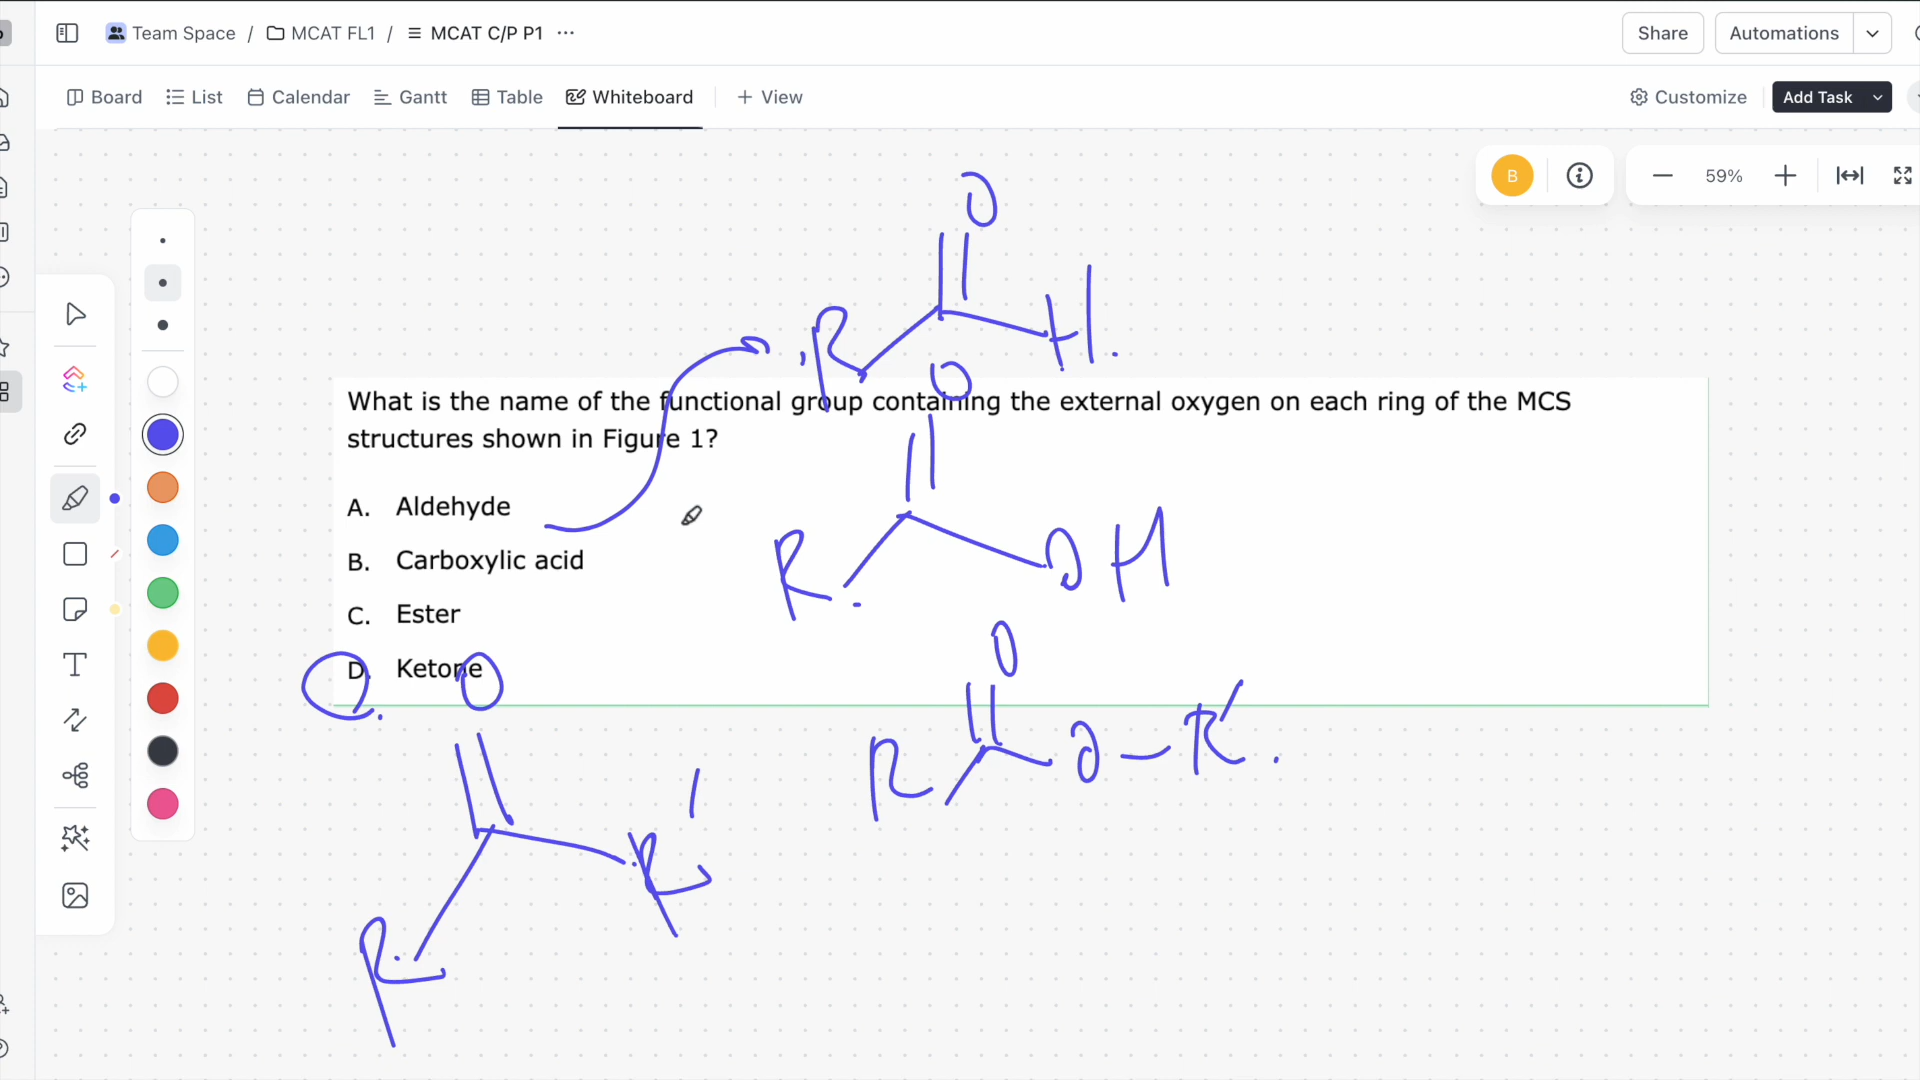 Team Space / MCAT FL1 / MCAT C/P P1 ...
Share
Automations
Board
List
Calendar
Gantt
Table
Whiteboard
+ View
Customize
Add Task
B
59%
O
R
H
O
What is the name of the functional group containing the external oxygen on each ring of the MCS
structures shown in Figure 1?
A. Aldehyde
B. Carboxylic acid
R
OH
C. Ester
D. Ketone
O
O
R
O-R'
R'
R
T